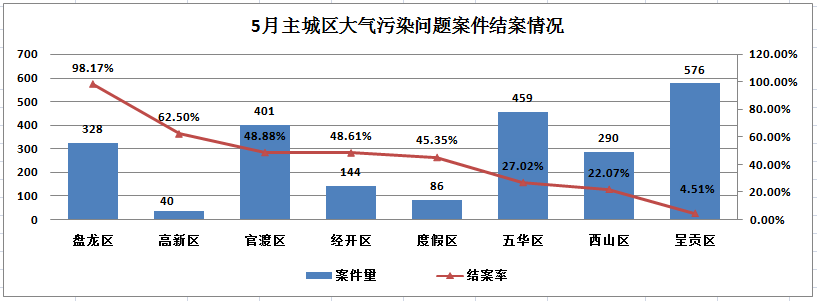 5月主城区大气污染问题案件结案情况
700 120.00%
600 100.00%
500 80.00%
400 60.00%
300 40.00%
200 20.00%
100 0.00%
0
98.17% 62.50% 48.88% 48.61% 45.35% 27.02% 22.07% 4.51%
328 40 401 144 86 459 290 576
盘龙区 高新区 官渡区 经开区 度假区 五华区 西山区 呈贡区
案件量 结案率